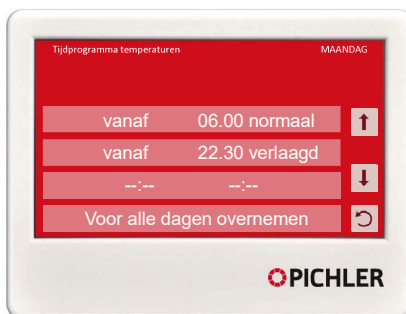 Tijdprogramma temperaturen MAANDAG
vanaf 06.00 normaal
vanaf 22.30 verlaagd
--:-- --:--
Voor alle dagen overnemen
PICHLER